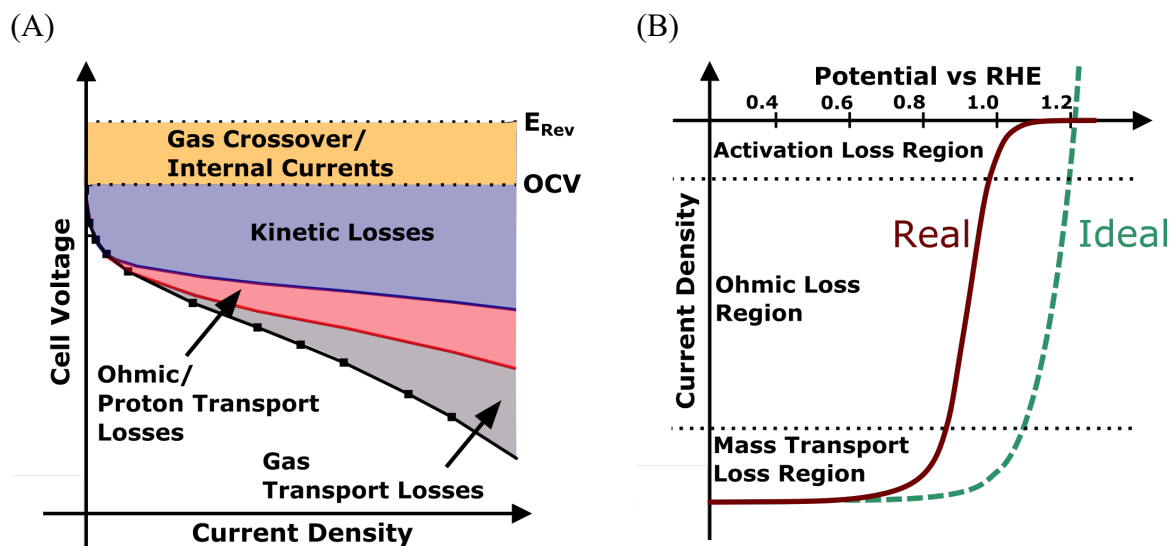 (A)
E_Rev
Gas Crossover/
Internal Currents
OCV
Kinetic Losses
Cell Voltage
Ohmic/
Proton Transport
Losses
Gas
Transport Losses
Current Density
(B)
Potential vs RHE
0.4 0.6 0.8 1.0 1.2
Activation Loss Region
Real
Ideal
Current Density
Ohmic Loss
Region
Mass Transport
Loss Region